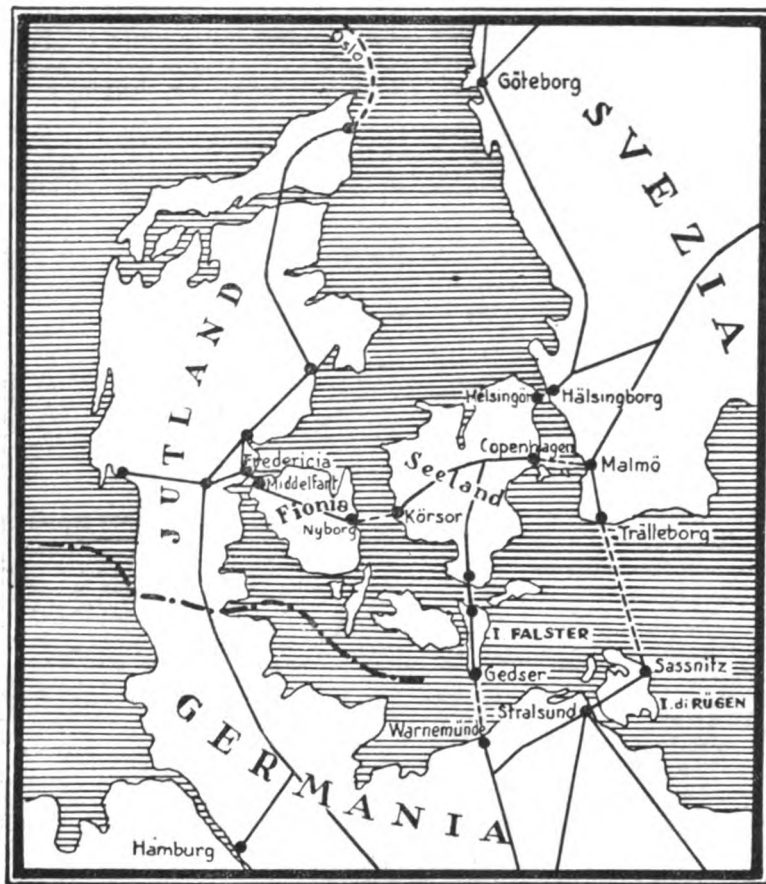 Oslo
Göteborg
SVEZIA
JUTLAND
Helsingör
Hälsingborg
Copenhagen
Malmö
Seeland
Fredericia
Middelfart
Fionia
Nyborg
Körsor
Trälleborg
I. FALSTER
Gedser
Sassnitz
I. di RÜGEN
Stralsund
Warnemünde
GERMANIA
Hamburg